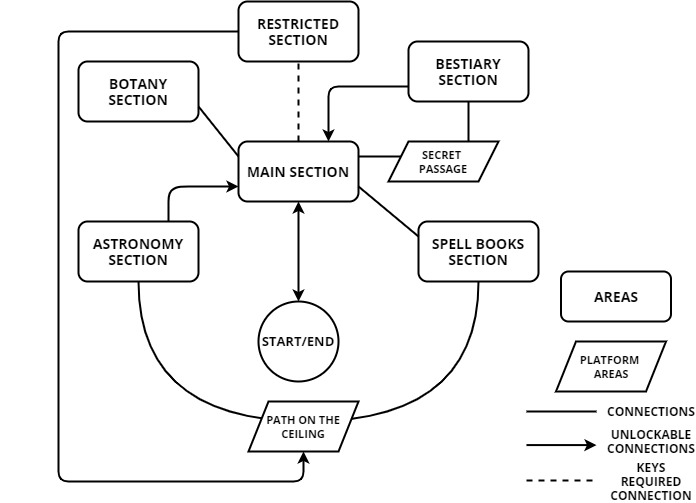 RESTRICTED
SECTION
BESTIARY
SECTION
BOTANY
SECTION
MAIN SECTION
SECRET
PASSAGE
ASTRONOMY
SECTION
SPELL BOOKS
SECTION
START/END
PATH ON THE
CEILING
AREAS
PLATFORM
AREAS
CONNECTIONS
UNLOCKABLE
CONNECTIONS
KEYS
REQUIRED
CONNECTION